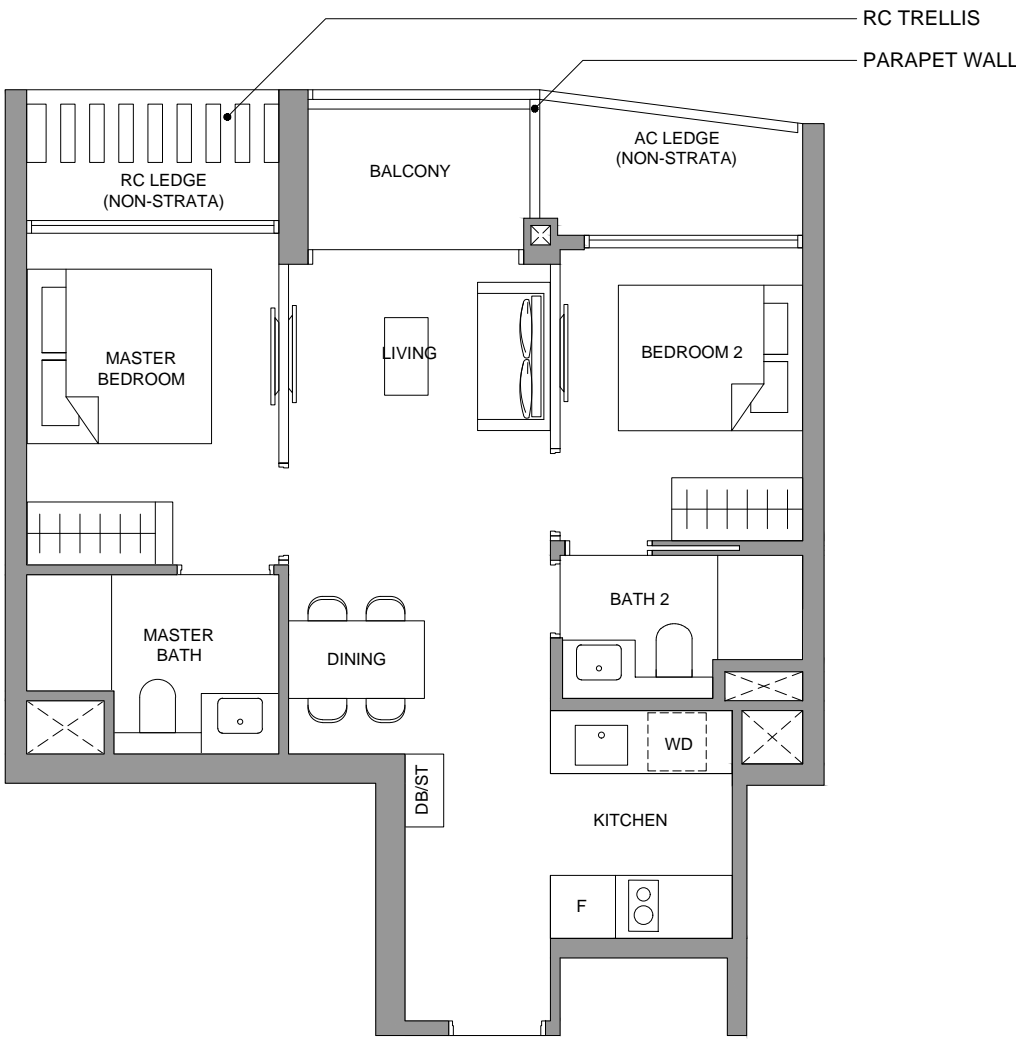 RC TRELLIS
PARAPET WALL
AC LEDGE
(NON-STRATA)
BALCONY
RC LEDGE
(NON-STRATA)
MASTER
BEDROOM
LIVING
BEDROOM 2
BATH 2
MASTER
BATH
DINING
WD
DB/ST
KITCHEN
F